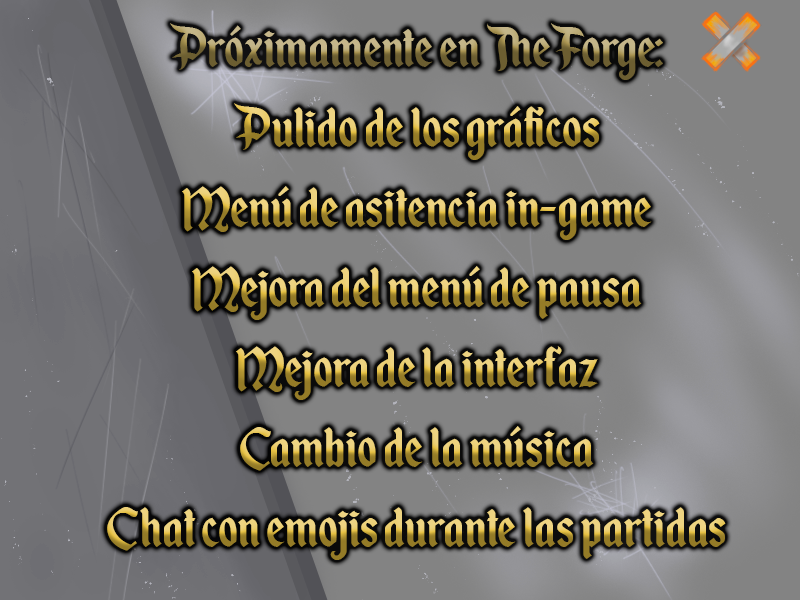 Próximamente en The Forge:
Pulido de los gráficos
Menú de asitencia in-game
Mejora del menú de pausa
Mejora de la interfaz
Cambio de la música
Chat con emojis durante las partidas